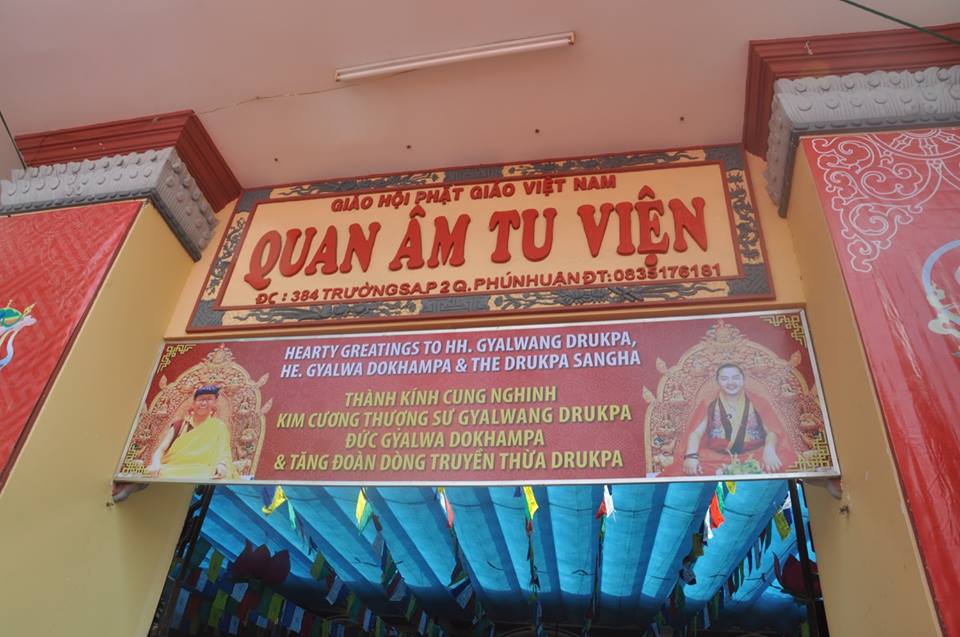 GIÁO HỘI PHẬT GIÁO VIỆT NAM
QUAN ÂM TU VIỆN
ĐC : 384 TRƯỜNGSA.P 2 Q. PHÚNHUẬN ĐT: 0835176181
HEARTY GREATINGS TO HH. GYALWANG DRUKPA,
HE. GYALWA DOKHAMPA & THE DRUKPA SANGHA
THÀNH KÍNH CUNG NGHINH
KIM CƯƠNG THƯỢNG SƯ GYALWANG DRUKPA
ĐỨC GYALWA DOKHAMPA
& TĂNG ĐOÀN DÒNG TRUYỀN THỪA DRUKPA